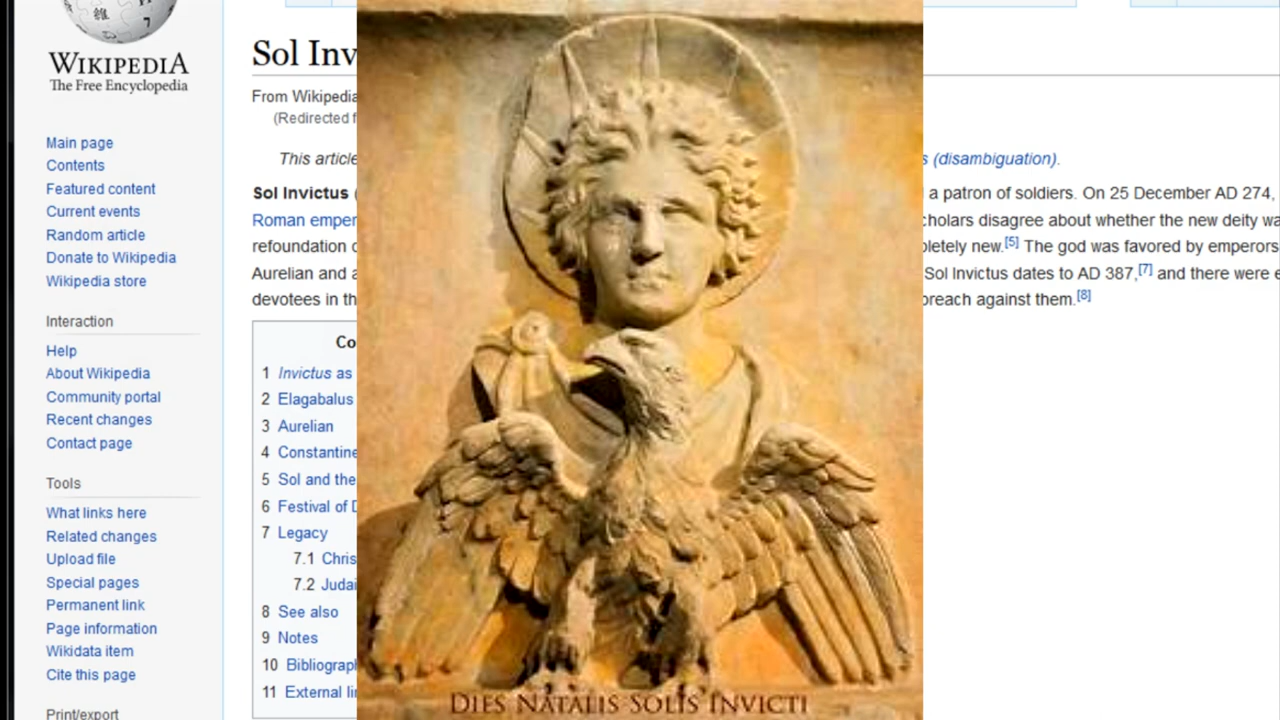 WIKIPEDIA
The Free Encyclopedia
Main page
Contents
Featured content
Current events
Random article
Donate to Wikipedia
Wikipedia store
Interaction
Help
About Wikipedia
Community portal
Recent changes
Contact page
Tools
What links here
Related changes
Upload file
Special pages
Permanent link
Page information
Wikidata item
Cite this page
Print/export
Sol Inv
From Wikipedia
(Redirected f
This article s (disambiguation).
Sol Invictus ( a patron of soldiers. On 25 December AD 274,
Roman emper cholars disagree about whether the new deity wa
refoundation o pletely new.[5] The god was favored by emperors
Aurelian and a Sol Invictus dates to AD 387,[7] and there were e
devotees in th preach against them.[8]
Co
1 Invictus as
2 Elagabalus
3 Aurelian
4 Constantine
5 Sol and the
6 Festival of D
7 Legacy
7.1 Chris
7.2 Judai
8 See also
9 Notes
10 Bibliograph
11 External li
DIES NATALIS SOLIS INVICTI